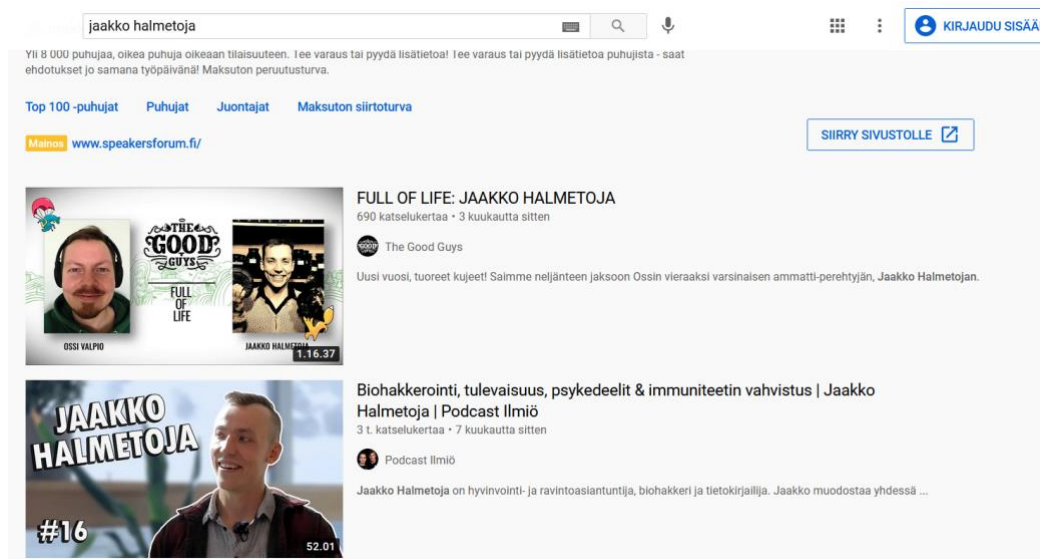 jaakko halmetoja
KIRJAUDU SISÄÄ
Yli 8 000 puhujaa, oikea puhuja oikeaan tilaisuuteen. Tee varaus tai pyydä lisätietoa! Tee varaus tai pyydä lisätietoa puhujista - saat
ehdotukset jo samana työpäivänä! Maksuton peruutusturva.
Top 100 -puhujat Puhujat Juontajat Maksuton siirtoturva
Mainos www.speakersforum.fi/
SIIRRY SIVUSTOLLE
THE
GOOD
GUYS
FULL
OF
LIFE
OSSI VALPIO
JAAKKO HALMETOJA
1.16.37
FULL OF LIFE: JAAKKO HALMETOJA
690 katselukertaa • 3 kuukautta sitten
GOOD
The Good Guys
Uusi vuosi, tuoreet kujeet! Saimme neljänteen jaksoon Ossin vieraaksi varsinaisen ammatti-perehtyjän, Jaakko Halmetojan.
JAAKKO
HALMETOJA
#16
52.01
Biohakkerointi, tulevaisuus, psykedeelit & immuniteetin vahvistus | Jaakko
Halmetoja | Podcast Ilmiö
3 t. katselukertaa • 7 kuukautta sitten
Podcast Ilmiö
Jaakko Halmetoja on hyvinvointi- ja ravintoasiantuntija, biohakkeri ja tietokirjailija. Jaakko muodostaa yhdessä ...